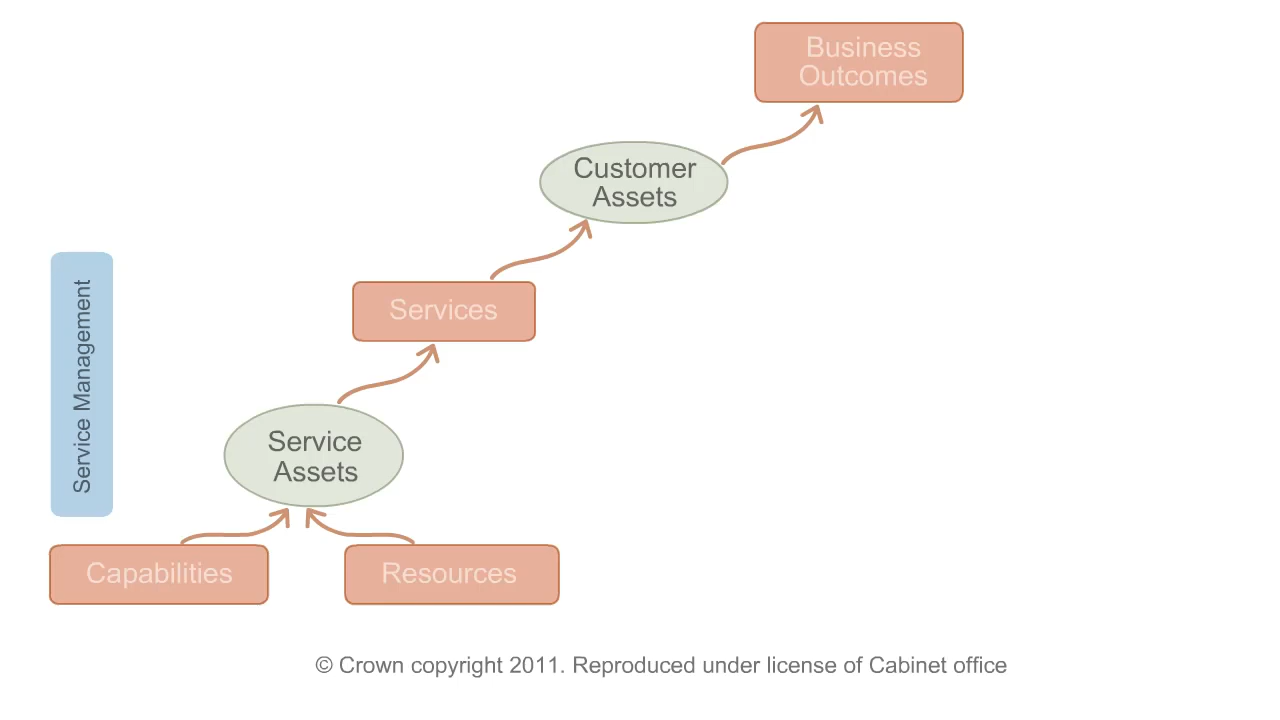 Business
Outcomes
Customer
Assets
Services
Service Management
Service
Assets
Capabilities
Resources
© Crown copyright 2011. Reproduced under license of Cabinet office